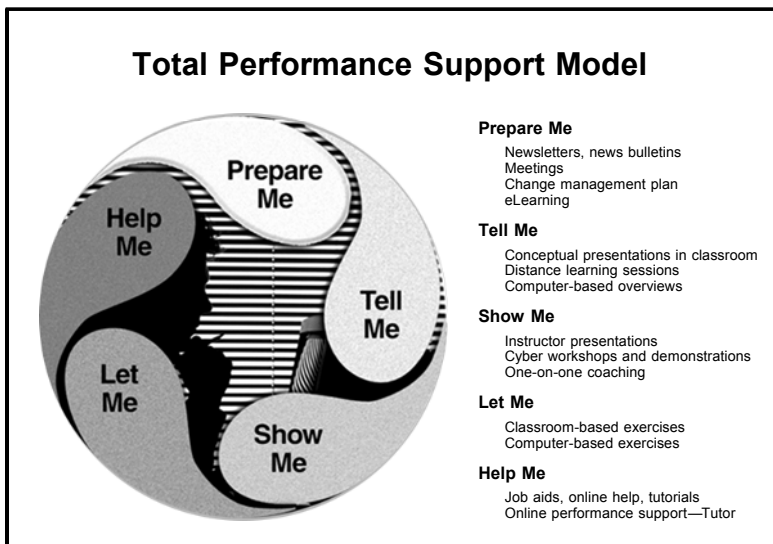 Total Performance Support Model
Prepare
Me
Help
Me
Tell
Me
Let
Me
Show
Me
Prepare Me
Newsletters, news bulletins
Meetings
Change management plan
eLearning
Tell Me
Conceptual presentations in classroom
Distance learning sessions
Computer-based overviews
Show Me
Instructor presentations
Cyber workshops and demonstrations
One-on-one coaching
Let Me
Classroom-based exercises
Computer-based exercises
Help Me
Job aids, online help, tutorials
Online performance support—Tutor